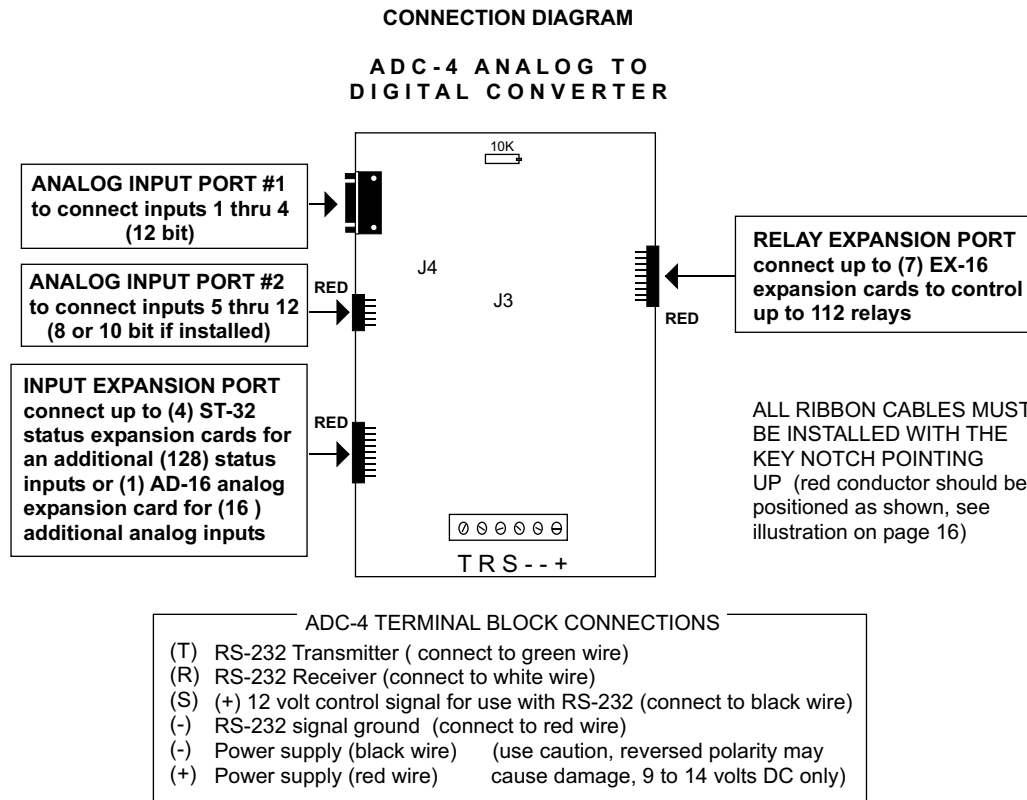 CONNECTION DIAGRAM
ADC-4 ANALOG TO
DIGITAL CONVERTER
10K
ANALOG INPUT PORT #1
to connect inputs 1 thru 4
(12 bit)
ANALOG INPUT PORT #2
to connect inputs 5 thru 12
(8 or 10 bit if installed)
RED
INPUT EXPANSION PORT
connect up to (4) ST-32
status expansion cards for
an additional (128) status
inputs or (1) AD-16 analog
expansion card for (16 )
additional analog inputs
RED
J4
J3
RED
RELAY EXPANSION PORT
connect up to (7) EX-16
expansion cards to control
up to 112 relays
ALL RIBBON CABLES MUST
BE INSTALLED WITH THE
KEY NOTCH POINTING
UP (red conductor should be
positioned as shown, see
illustration on page 16)
T R S - - +
ADC-4 TERMINAL BLOCK CONNECTIONS
(T) RS-232 Transmitter ( connect to green wire)
(R) RS-232 Receiver (connect to white wire)
(S) (+) 12 volt control signal for use with RS-232 (connect to black wire)
(-) RS-232 signal ground (connect to red wire)
(-) Power supply (black wire) (use caution, reversed polarity may
(+) Power supply (red wire) cause damage, 9 to 14 volts DC only)